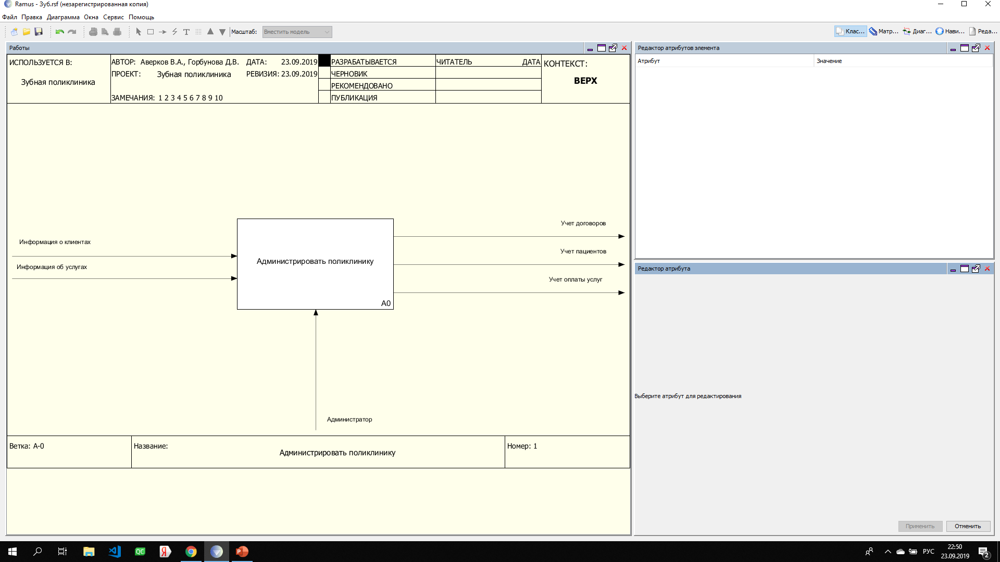 Ramus - Зуб.rsf (незарегистрированная копия)
Файл Правка Диаграмма Окна Сервис Помощь
Масштаб: Вместить модель
Клас... Матр... Диаг... Нави... Реда...
Работы
ИСПОЛЬЗУЕТСЯ В:
Зубная поликлиника
АВТОР: Аверков В.А., Горбунова Д.В. ДАТА: 23.09.2019
ПРОЕКТ: Зубная поликлиника РЕВИЗИЯ: 23.09.2019
ЗАМЕЧАНИЯ: 1 2 3 4 5 6 7 8 9 10
РАЗРАБАТЫВАЕТСЯ
ЧЕРНОВИК
РЕКОМЕНДОВАНО
ПУБЛИКАЦИЯ
ЧИТАТЕЛЬ ДАТА
КОНТЕКСТ:
ВЕРХ
Информация о клиентах
Информация об услугах
Администрировать поликлинику
A0
Учет договоров
Учет пациентов
Учет оплаты услуг
Администратор
Ветка: A-0
Название:
Администрировать поликлинику
Номер: 1
Редактор атрибутов элемента
Атрибут Значение
Редактор атрибута
Выберите атрибут для редактирования
Применить Отменить
QC
Я
P
РУС
22:50
23.09.2019
2